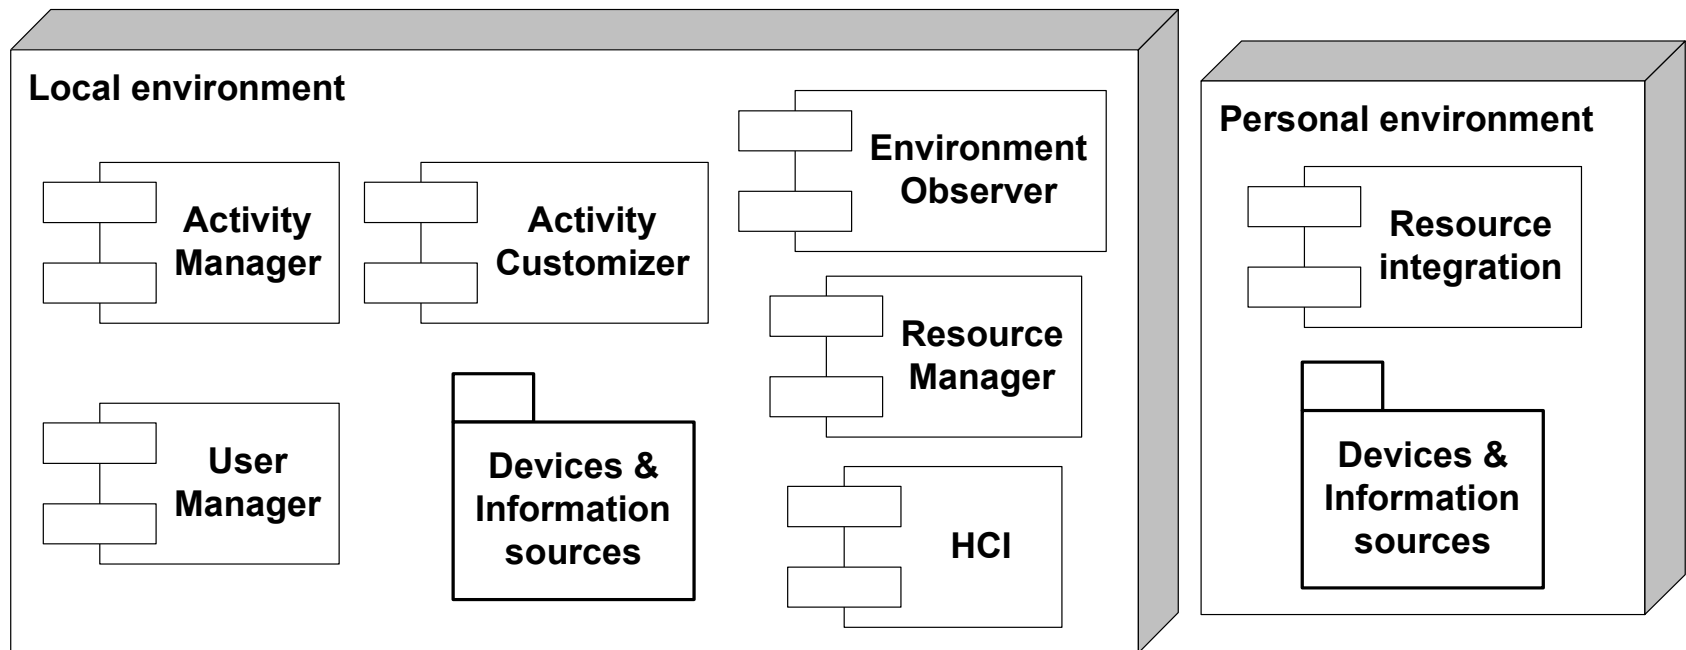 Local environment
Activity
Manager
Activity
Customizer
Environment
Observer
Resource
Manager
User
Manager
Devices &
Information
sources
HCI
Personal environment
Resource
integration
Devices &
Information
sources